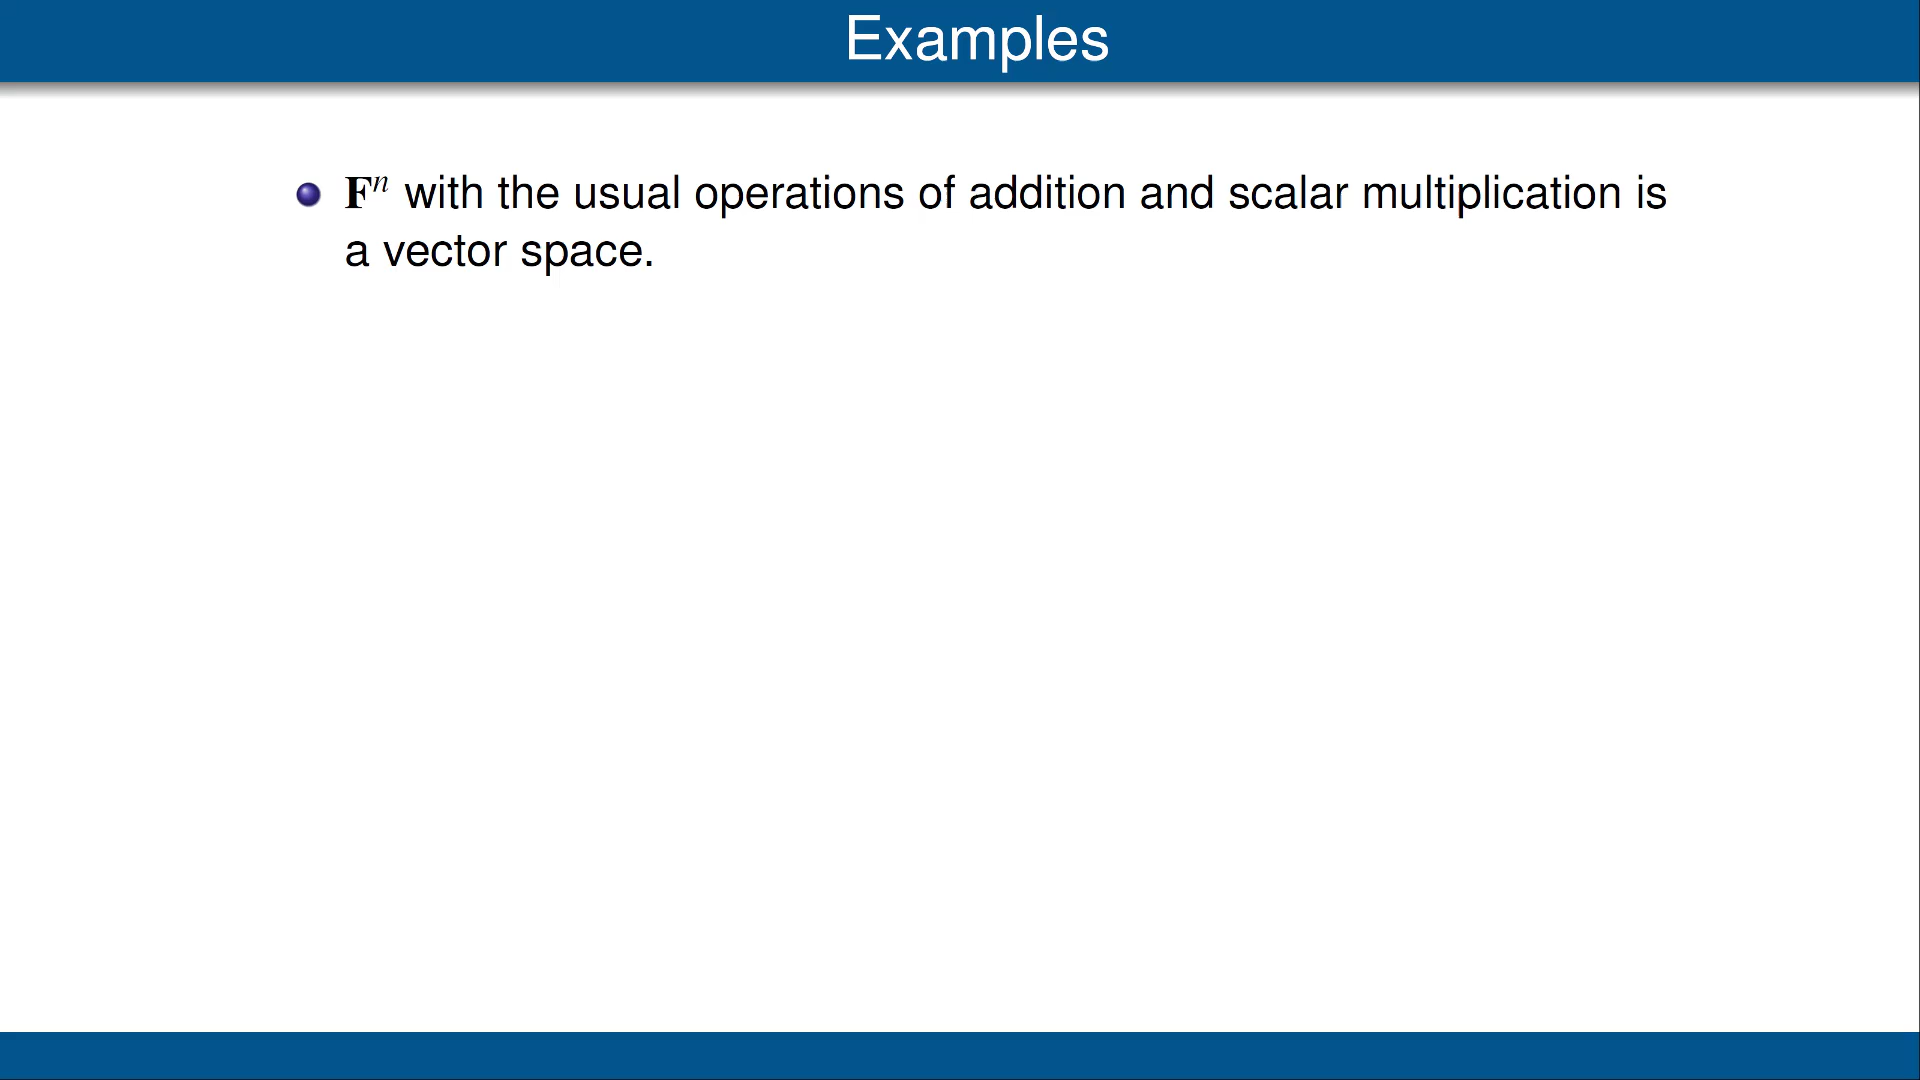 Examples
Fⁿ with the usual operations of addition and scalar multiplication is
a vector space.